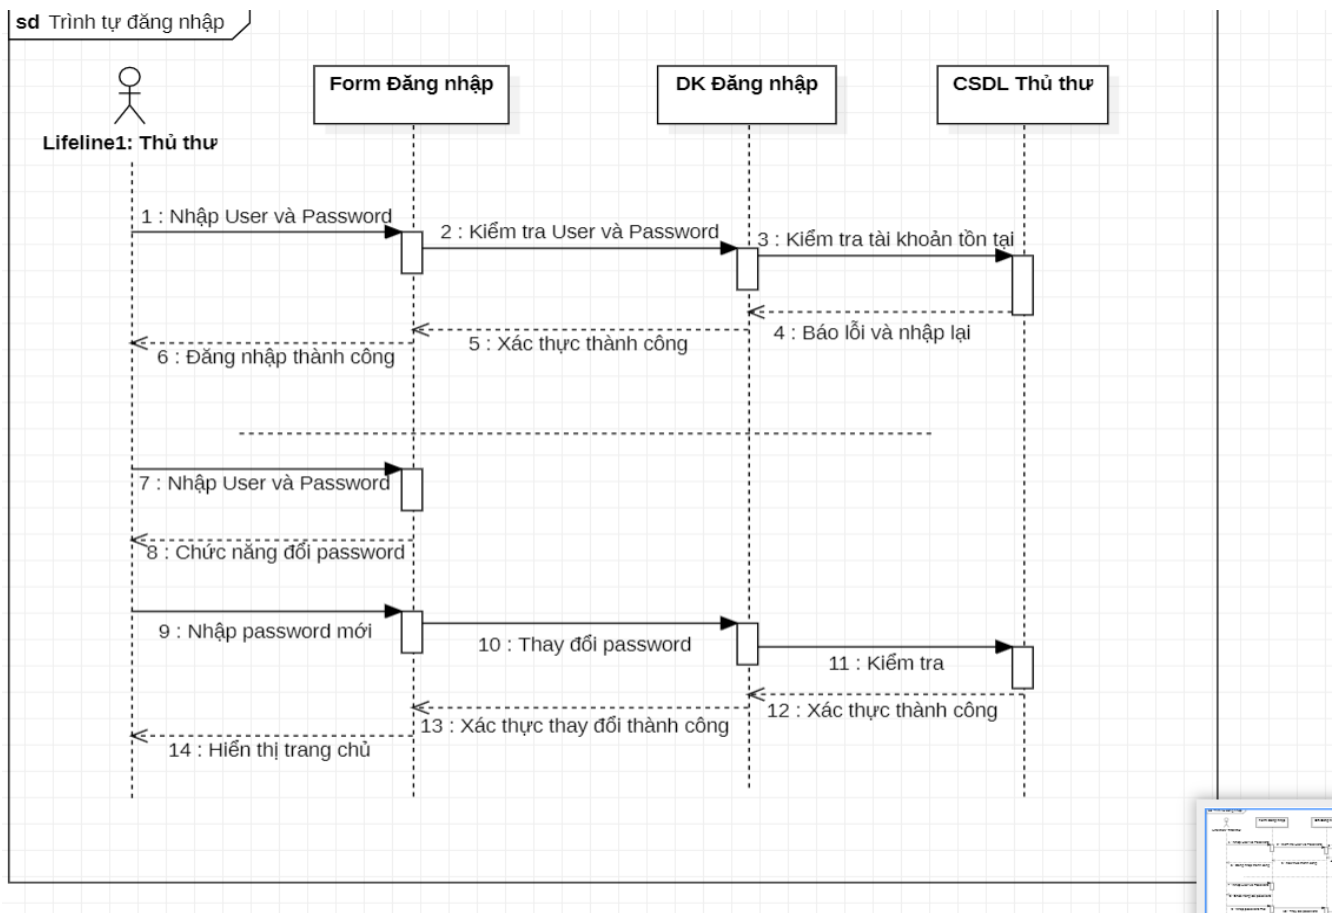 sd Trình tự đăng nhập
Form Đăng nhập
DK Đăng nhập
CSDL Thủ thư
Lifeline1: Thủ thư
1 : Nhập User và Password
2 : Kiểm tra User và Password
3 : Kiểm tra tài khoản tồn tại
4 : Báo lỗi và nhập lại
5 : Xác thực thành công
6 : Đăng nhập thành công
7 : Nhập User và Password
8 : Chức năng đổi password
9 : Nhập password mới
10 : Thay đổi password
11 : Kiểm tra
12 : Xác thực thành công
13 : Xác thực thay đổi thành công
14 : Hiển thị trang chủ